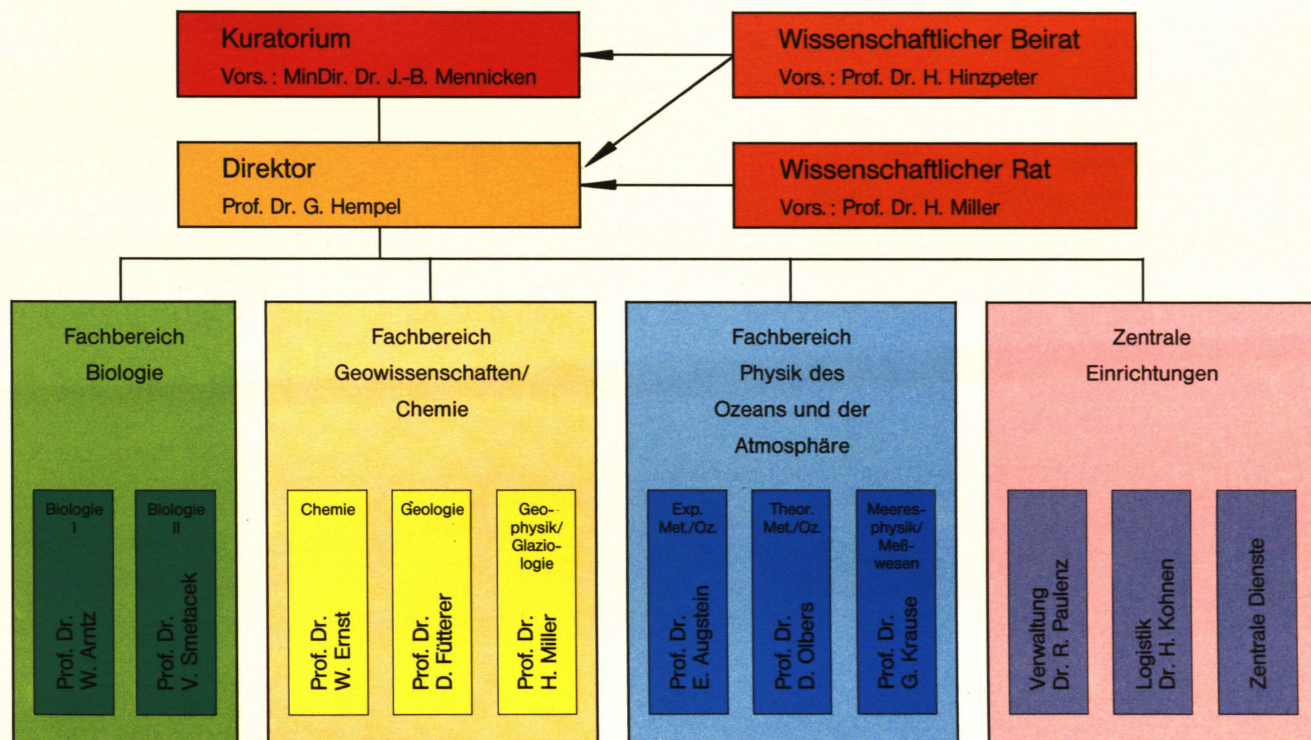 Kuratorium
Vors.: MinDir. Dr. J.-B. Mennicken
Wissenschaftlicher Beirat
Vors.: Prof. Dr. H. Hinzpeter
Direktor
Prof. Dr. G. Hempel
Wissenschaftlicher Rat
Vors.: Prof. Dr. H. Miller
Fachbereich
Biologie
Biologie
I
Prof. Dr.
W. Arntz
Biologie
II
Prof. Dr.
V. Smetacek
Fachbereich
Geowissenschaften/
Chemie
Chemie
Prof. Dr.
W. Ernst
Geologie
Prof. Dr.
D. Fütterer
Geo-
physik/
Glazio-
logie
Prof. Dr.
H. Miller
Fachbereich
Physik des
Ozeans und der
Atmosphäre
Exp.
Met./Oz.
Prof. Dr.
E. Augstein
Theor.
Met./Oz.
Prof. Dr.
D. Olbers
Meeres-
physik/
Meß-
wesen
Prof. Dr.
G. Krause
Zentrale
Einrichtungen
Verwaltung
Dr. R. Paulenz
Logistik
Dr. H. Kohnen
Zentrale Dienste